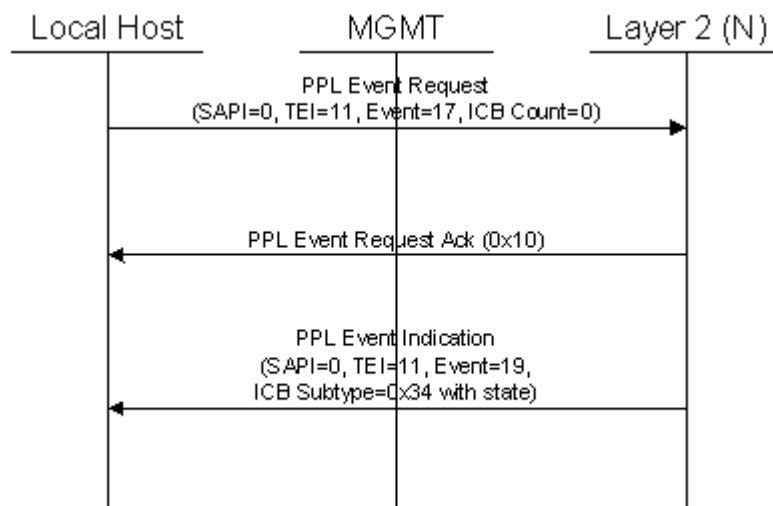 Local Host MGMT Layer 2 (N)
PPL Event Request
(SAPI=0, TEI=11, Event=17, ICB Count=0)
PPL Event Request Ack (0x10)
PPL Event Indication
(SAPI=0, TEI=11, Event=19,
ICB Subtype=0x34 with state)